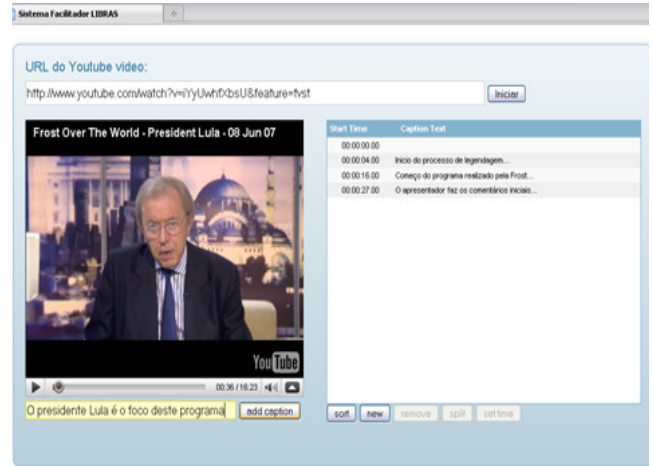 Sistema Facilitador LIBRAS
URL do Youtube video:
http://www.youtube.com/watch?v=iYyUwhfXbsU&feature=fvst
Iniciar
Frost Over The World - President Lula - 08 Jun 07
YouTube
00:36 / 16:23
O presidente Lula é o foco deste programa
add caption
Start Time Caption Text
00:00:00.00
00:00:04.00 Início do processo de legendagem...
00:00:16.00 Começo do programa realizado pela Frost...
00:00:27.00 O apresentador faz os comentários iniciais...
sort new remove split set time